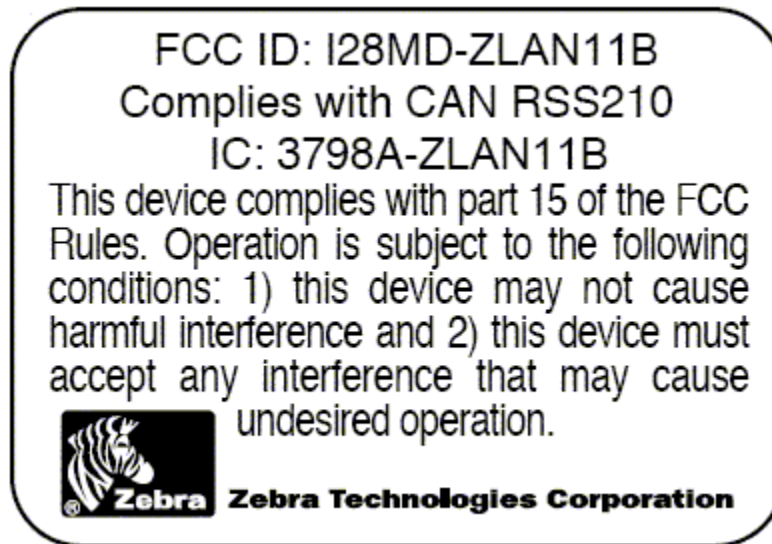 FCC ID: I28MD-ZLAN11B
Complies with CAN RSS210
IC: 3798A-ZLAN11B
This device complies with part 15 of the FCC
Rules. Operation is subject to the following
conditions: 1) this device may not cause
harmful interference and 2) this device must
accept any interference that may cause
undesired operation.
® Zebra Zebra Technologies Corporation